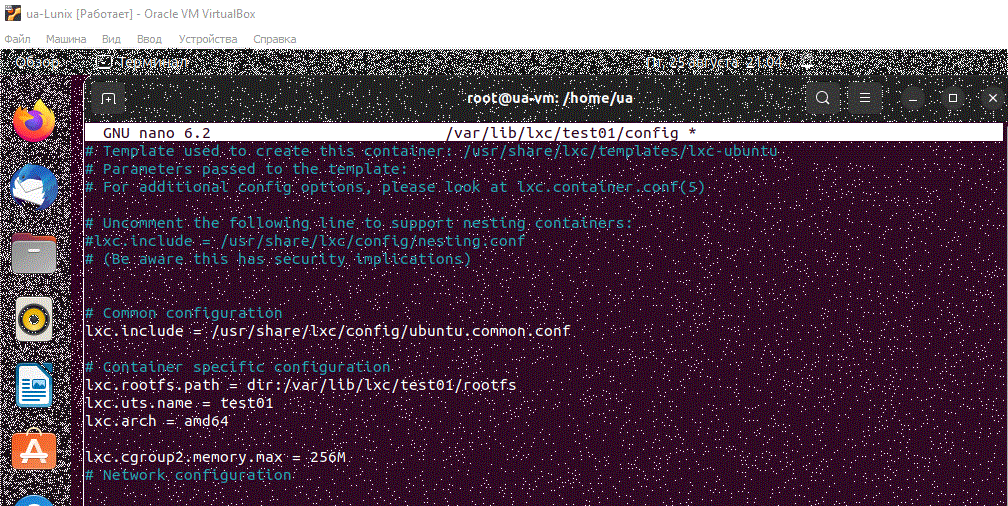 ua-Lunix [Работает] - Oracle VM VirtualBox
Файл Машина Вид Ввод Устройства Справка
Обзор Терминал Пт, 25 августа 21:04
root@ua-vm: /home/ua
GNU nano 6.2 /var/lib/lxc/test01/config *
# Template used to create this container: /usr/share/lxc/templates/lxc-ubuntu
# Parameters passed to the template:
# For additional config options, please look at lxc.container.conf(5)
# Uncomment the following line to support nesting containers:
#lxc.include = /usr/share/lxc/config/nesting.conf
# (Be aware this has security implications)
# Common configuration
lxc.include = /usr/share/lxc/config/ubuntu.common.conf
# Container specific configuration
lxc.rootfs.path = dir:/var/lib/lxc/test01/rootfs
lxc.uts.name = test01
lxc.arch = amd64
lxc.cgroup2.memory.max = 256M
# Network configuration